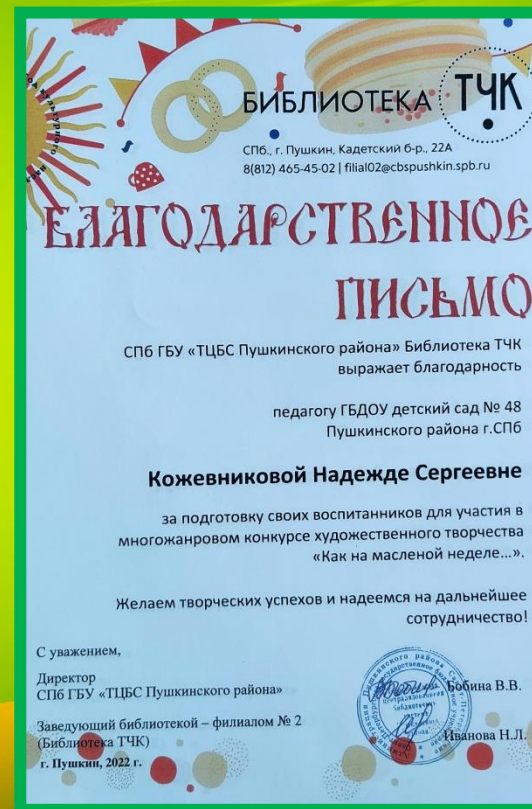 год культурного
БИБЛИОТЕКА ТЧК
СПб., г. Пушкин, Кадетский б-р., 22А
8(812) 465-45-02 | filial02@cbspushkin.spb.ru
БЛАГОДАРСТВЕННОЕ
ПИСЬМО
СПб ГБУ «ТЦБС Пушкинского района» Библиотека ТЧК
выражает благодарность
педагогу ГБДОУ детский сад № 48
Пушкинского района г.СПб
Кожевниковой Надежде Сергеевне
за подготовку своих воспитанников для участия в
многожанровом конкурсе художественного творчества
«Как на масленой неделе...».
Желаем творческих успехов и надеемся на дальнейшее
сотрудничество!
С уважением,
Директор
СПб ГБУ «ТЦБС Пушкинского района»
Бобина В.В.
Заведующий библиотекой – филиалом № 2
(Библиотека ТЧК)
Иванова Н.Л.
г. Пушкин, 2022 г.